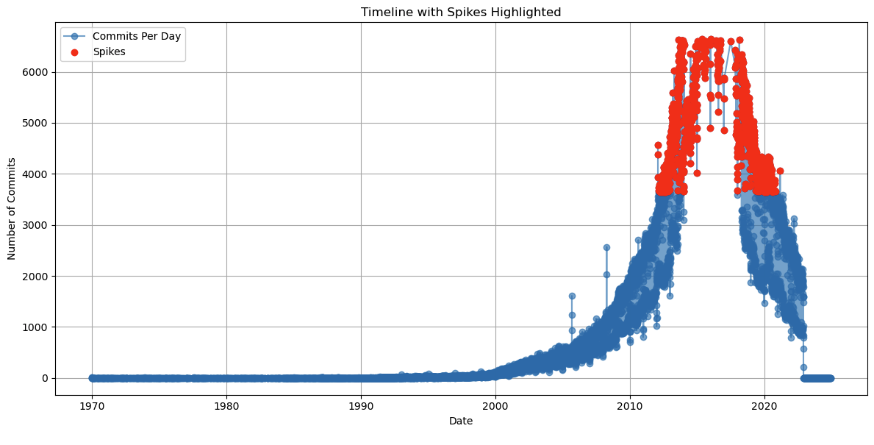 Timeline with Spikes Highlighted
Commits Per Day
Spikes
Number of Commits
6000
5000
4000
3000
2000
1000
0
1970
1980
1990
2000
2010
2020
Date